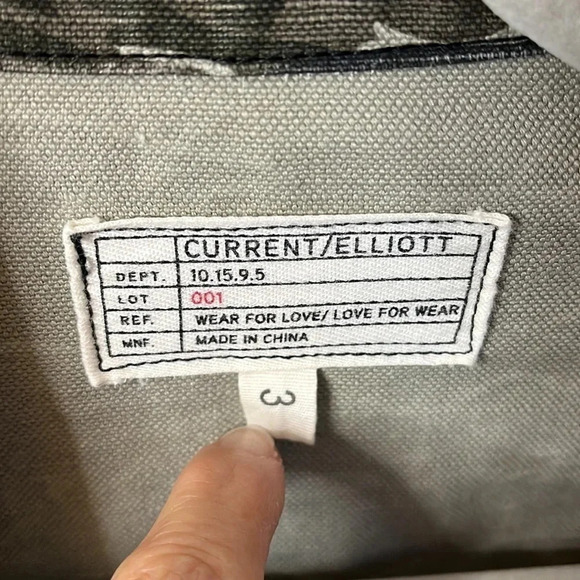 CURRENT/ELLIOTT
DEPT. 10.15.9.5
LOT 001
REF. WEAR FOR LOVE/ LOVE FOR WEAR
MNF. MADE IN CHINA
3